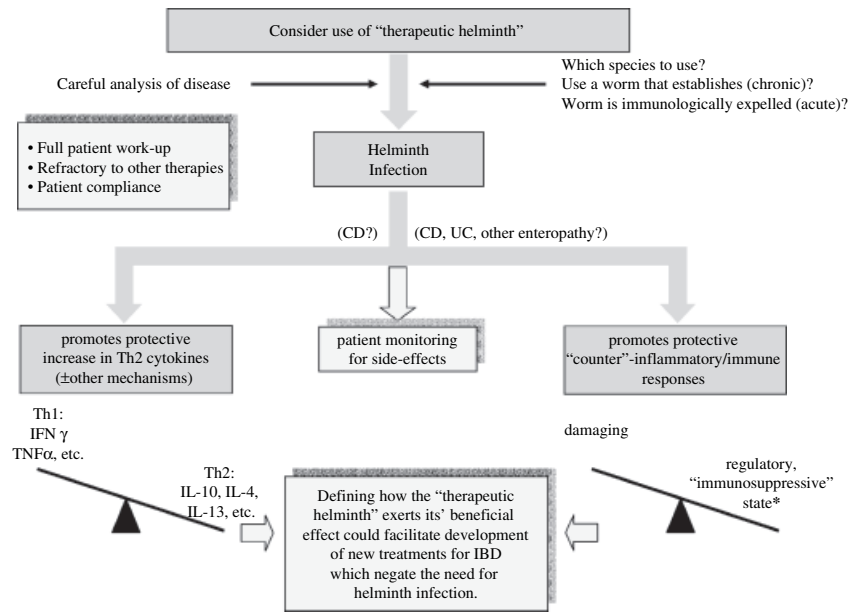 Consider use of “therapeutic helminth”
Careful analysis of disease
Which species to use?
Use a worm that establishes (chronic)?
Worm is immunologically expelled (acute)?
• Full patient work-up
• Refractory to other therapies
• Patient compliance
Helminth
Infection
(CD?)
(CD, UC, other enteropathy?)
promotes protective
increase in Th2 cytokines
(±other mechanisms)
patient monitoring
for side-effects
promotes protective
“counter”-inflammatory/immune
responses
Th1:
IFN γ
TNFα, etc.
Th2:
IL-10, IL-4,
IL-13, etc.
damaging
regulatory,
“immunosuppressive”
state*
Defining how the “therapeutic
helminth” exerts its’ beneficial
effect could facilitate development
of new treatments for IBD
which negate the need for
helminth infection.